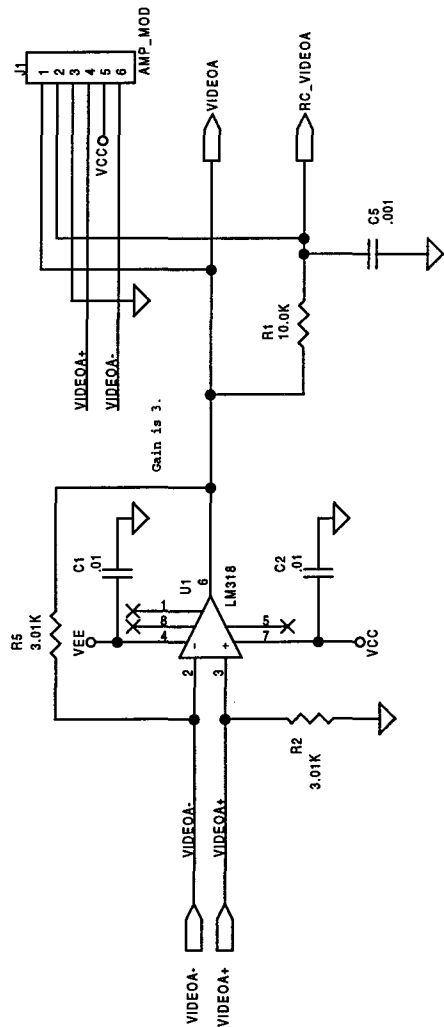 J1
1
2
3
4
5
6
AMP_MOD
VCC
VIDEOA+
VIDEOA-
VIDEOA
RC_VIDEOA
C5
.001
R1
10.0K
Gain is 3.
R5
3.01K
C1
.01
VEE
U1
LM318
1
8
4
2
-
6
3
+
5
7
C2
.01
VCC
VIDEOA-
VIDEOA-
VIDEOA+
VIDEOA+
R2
3.01K